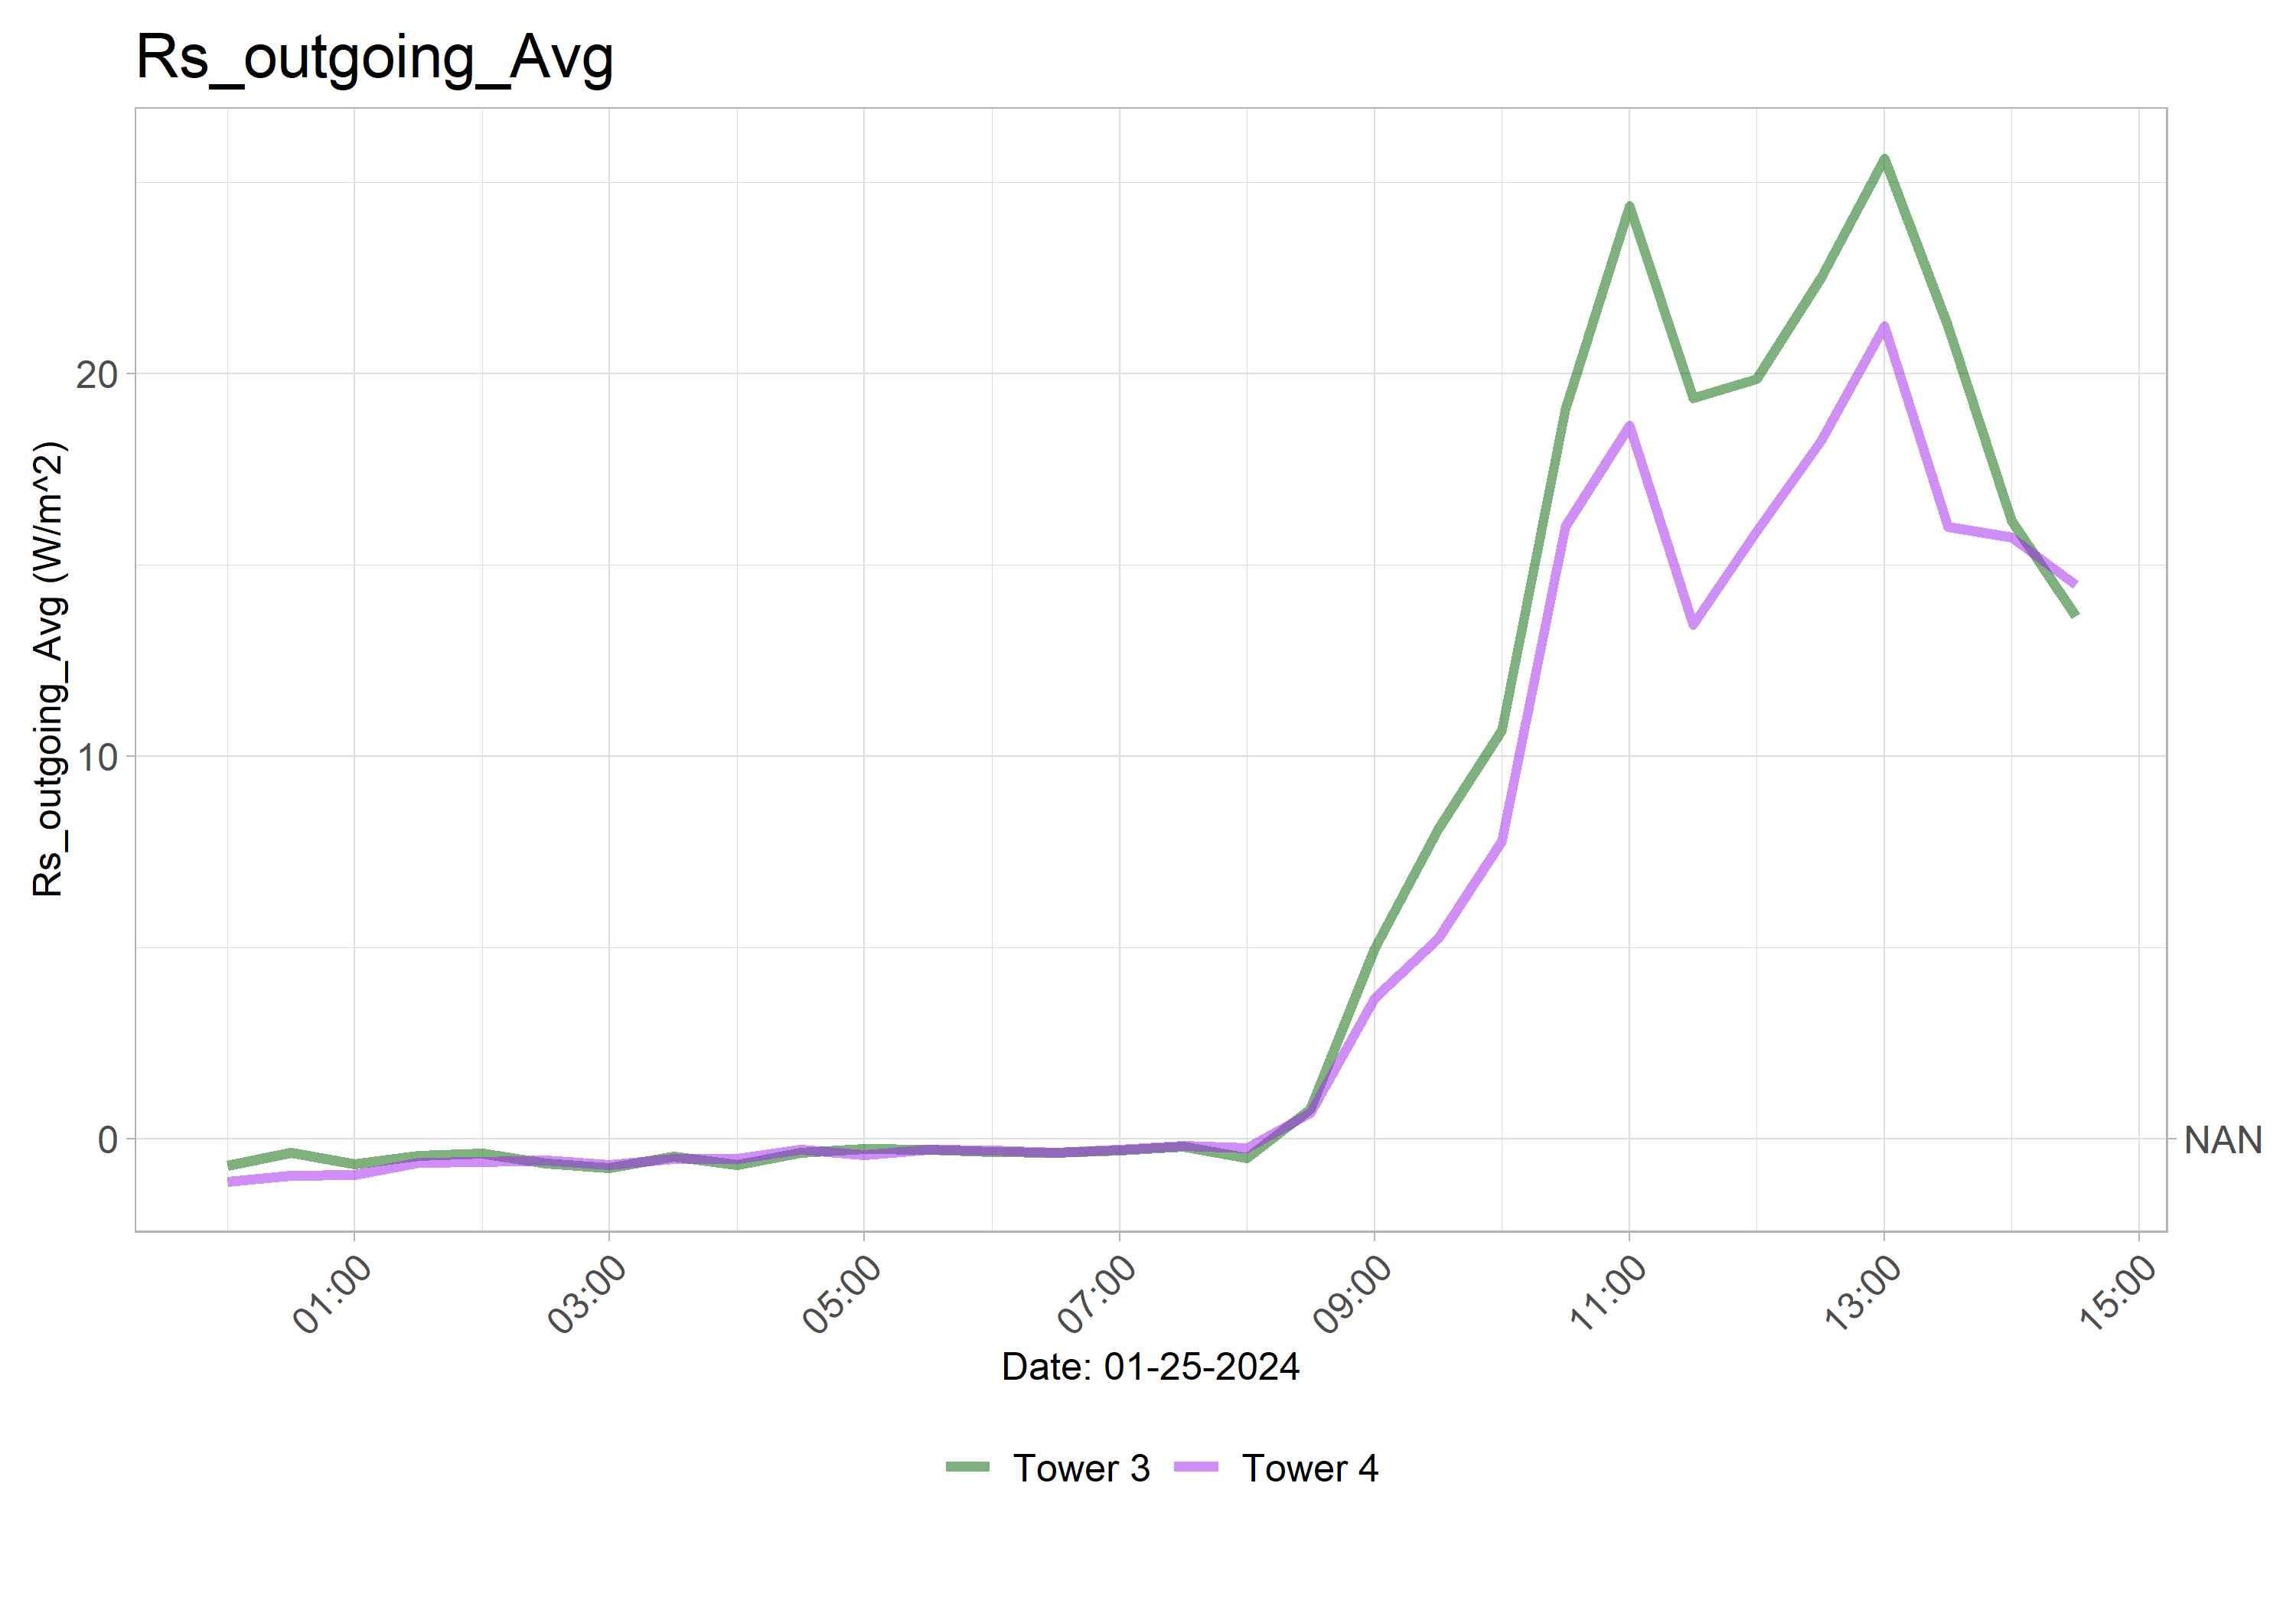 Rs_outgoing_Avg
Rs_outgoing_Avg (W/m^2)
20
10
0
NAN
01:00
03:00
05:00
07:00
09:00
11:00
13:00
15:00
Date: 01-25-2024
Tower 3
Tower 4